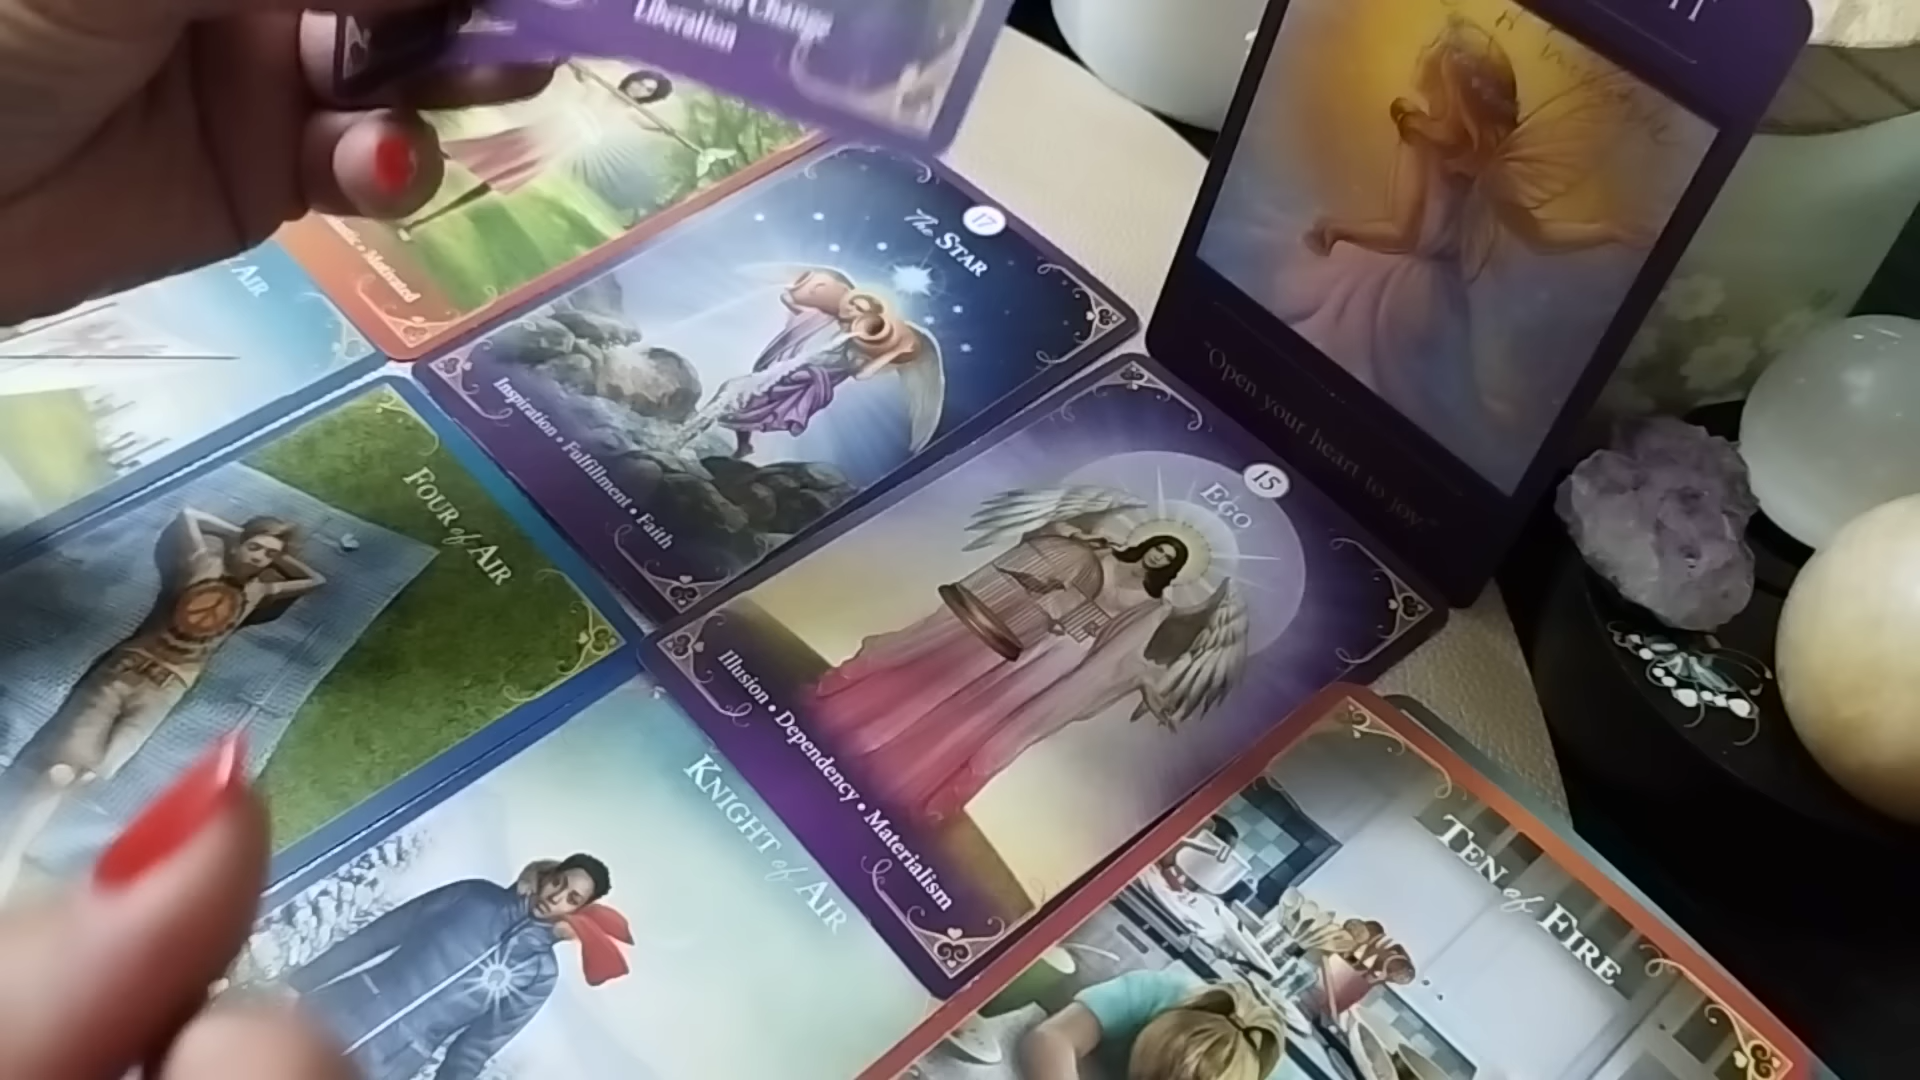 Change
Liberation
Motivated
Air
17
The Star
Inspiration • Fulfillment • Faith
"Open your heart to joy."
Four of Air
15
Ego
Illusion • Dependency • Materialism
Knight of Air
Ten of Fire